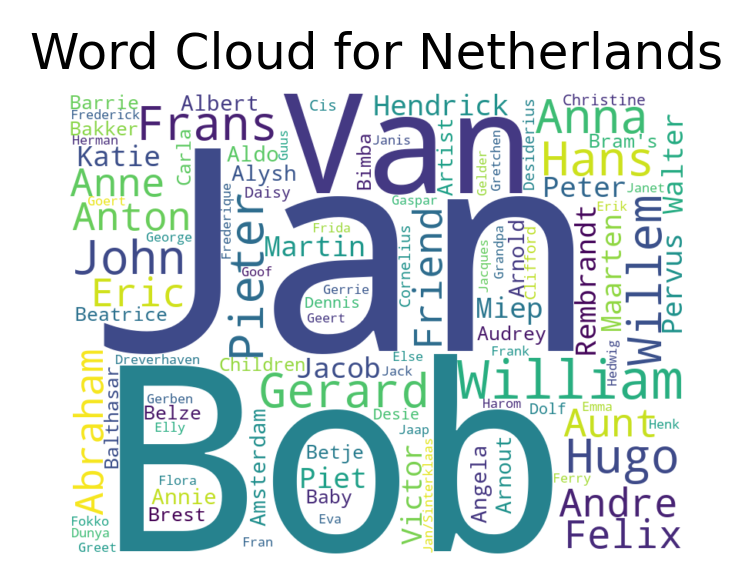 Word Cloud for Netherlands
Barrie
Albert
Cis
Hendrick
Christine
Frederick
Frans
Van
Anna
Bakker
Carla
Guus
Janis
Artist
Desiderius
Bram's
Walter
Herman
Katie
Aldo
Bimba
Gelder
Gretchen
Hans
Anne
Alysh
Peter
Janet
Daisy
Goert
Frederique
Gaspar
Erik
Anton
Jan
Pieter
Frida
Friend
Cornelius
Jacques
Grandpa
Arnold
Clifford
Rembrandt
Maarten
Willem
Pervus
George
John
Martin
Goof
Eric
Gerrie
Dennis
Miep
Beatrice
Geert
Audrey
Dreverhaven
Else
Frank
Hedwig
Abraham
Balthasar
Children
Jacob
Jack
William
Gerard
Bob
Gerben
Belze
Desie
Harom
Dolf
Emma
Elly
Jaap
Aunt
Henk
Amsterdam
Betje
Victor
Jan/Sinterklaas
Angela
Arnout
Hugo
Flora
Piet
Ferry
Annie
Baby
Andre
Brest
Eva
Fokko
Felix
Dunya
Greet
Fran